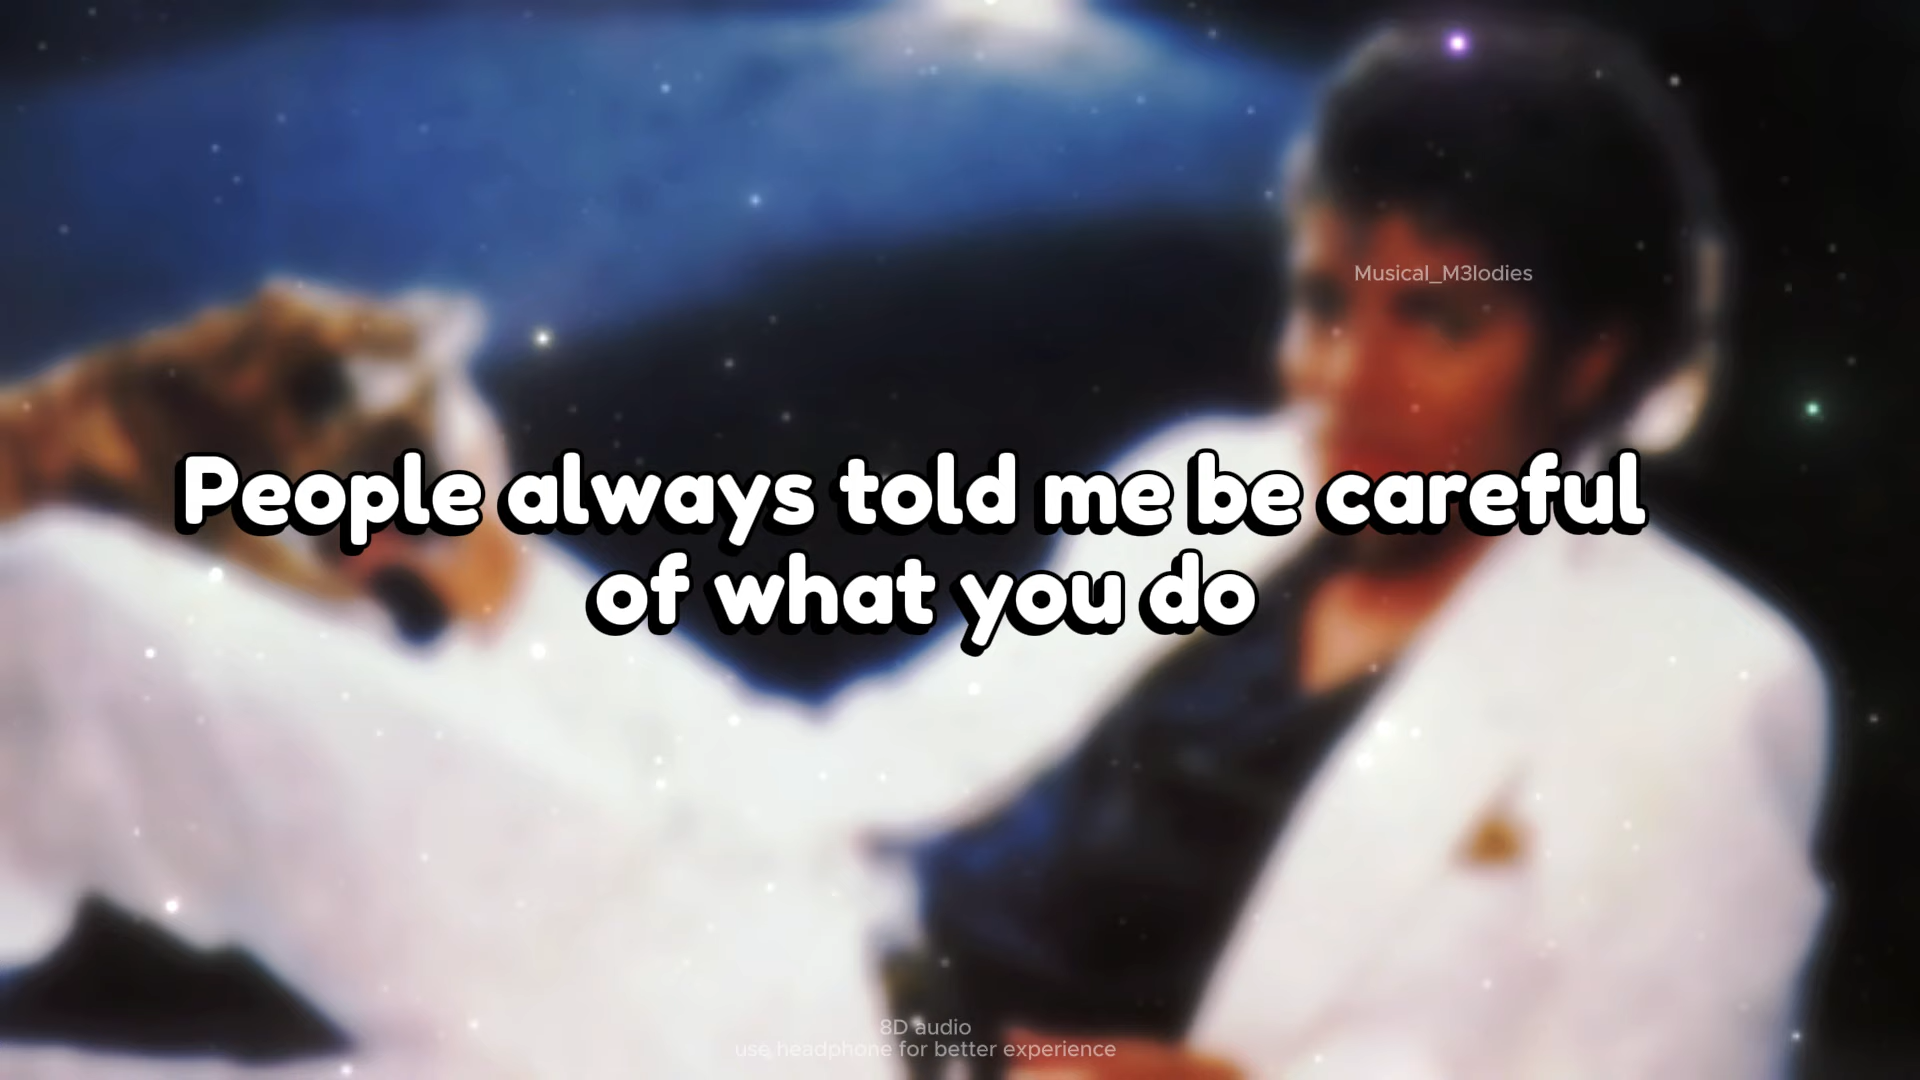 Musical_M3lodies
People always told me be careful
of what you do
8D audio
use headphone for better experience